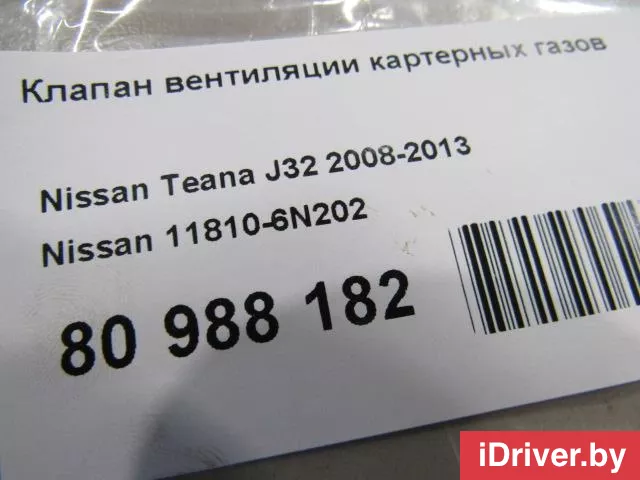 Клапан вентиляции картерных газов
Nissan Teana J32 2008-2013
Nissan 11810-6N202
80 988 182
iDriver.by